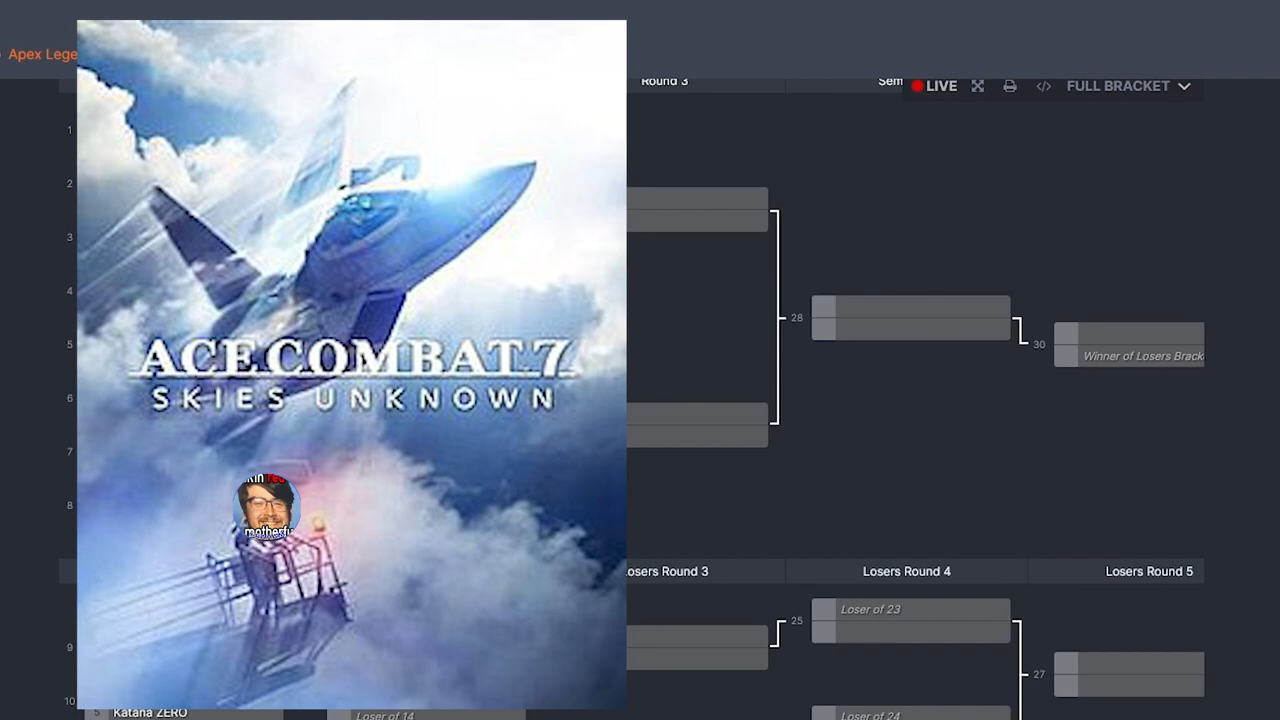 Apex Lege
Round 3
Sem
LIVE
FULL BRACKET
1
2
3
4
5
6
7
8
28
30
Winner of Losers Brack
ACE COMBAT 7
SKIES UNKNOWN
motherfu
Losers Round 3
Losers Round 4
Losers Round 5
Loser of 23
25
27
9
10
5 Katana ZERO
Loser of 14
Loser of 24